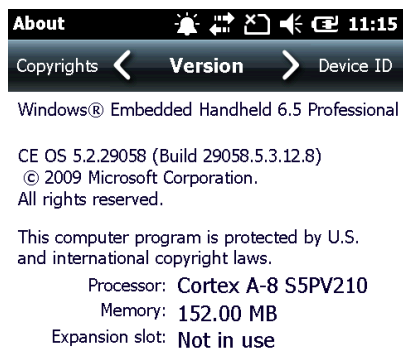 About 11:15
Copyrights Version Device ID
Windows® Embedded Handheld 6.5 Professional
CE OS 5.2.29058 (Build 29058.5.3.12.8)
© 2009 Microsoft Corporation.
All rights reserved.
This computer program is protected by U.S.
and international copyright laws.
Processor: Cortex A-8 S5PV210
Memory: 152.00 MB
Expansion slot: Not in use